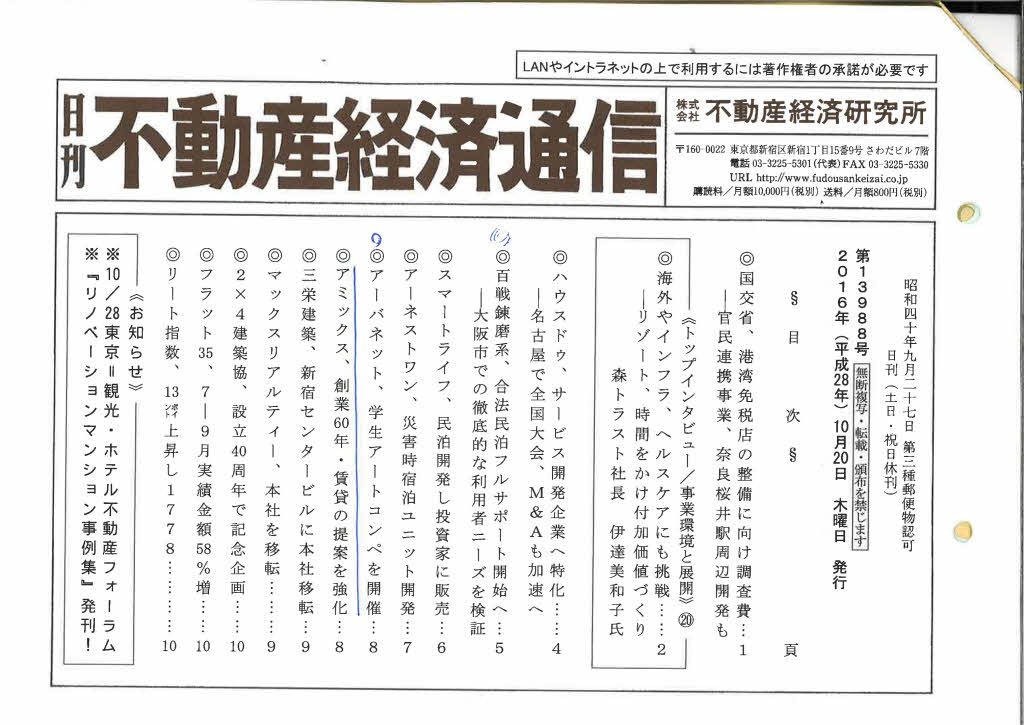 LANやイントラネットの上で利用するには著作権者の承諾が必要です
日刊 不動産経済通信
株式会社 不動産経済研究所
〒160-0022 東京都新宿区新宿1丁目15番9号 さわだビル7階
電話 03-3225-5301(代表) FAX 03-3225-5330
URL http://www.fudousankeizai.co.jp
購読料/月額10,000円(税別) 送料/月額800円(税別)
昭和四十年九月二十七日 第三種郵便物認可
日刊(土日・祝日休刊)
第13988号 無断複写・転載・頒布を禁じます
2016年(平成28年)10月20日 木曜日 発行
§ 目 次 § 頁
◎国交省、港湾免税店の整備に向け調査費…1
―官民連携事業、奈良桜井駅周辺開発も
《トップインタビュー/事業環境と展開》⑳
◎海外やインフラ、ヘルスケアにも挑戦……2
―リゾート、時間をかけ付加価値づくり
森トラスト社長 伊達美和子氏
◎ハウスドゥ、サービス開発企業へ特化……4
―名古屋で全国大会、M&Aも加速へ
◎百戦錬磨系、合法民泊フルサポート開始へ…5
―大阪市での徹底的な利用者ニーズを検証
◎スマートライフ、民泊開発し投資家に販売…6
◎アーネストワン、災害時宿泊ユニット開発…7
◎アーバネット、学生アートコンペを開催…8
◎アミックス、創業60年・賃貸の提案を強化…8
◎三栄建築、新宿センタービルに本社移転…9
◎マックスリアルティー、本社を移転………9
◎2×4建築協、設立40周年で記念企画……10
◎フラット35、7―9月実績金額58%増……10
◎リート指数、13ポイント上昇し1778…………10
《お知らせ》
※10/28東京=観光・ホテル不動産フォーラム
※『リノベーションマンション事例集』発刊!